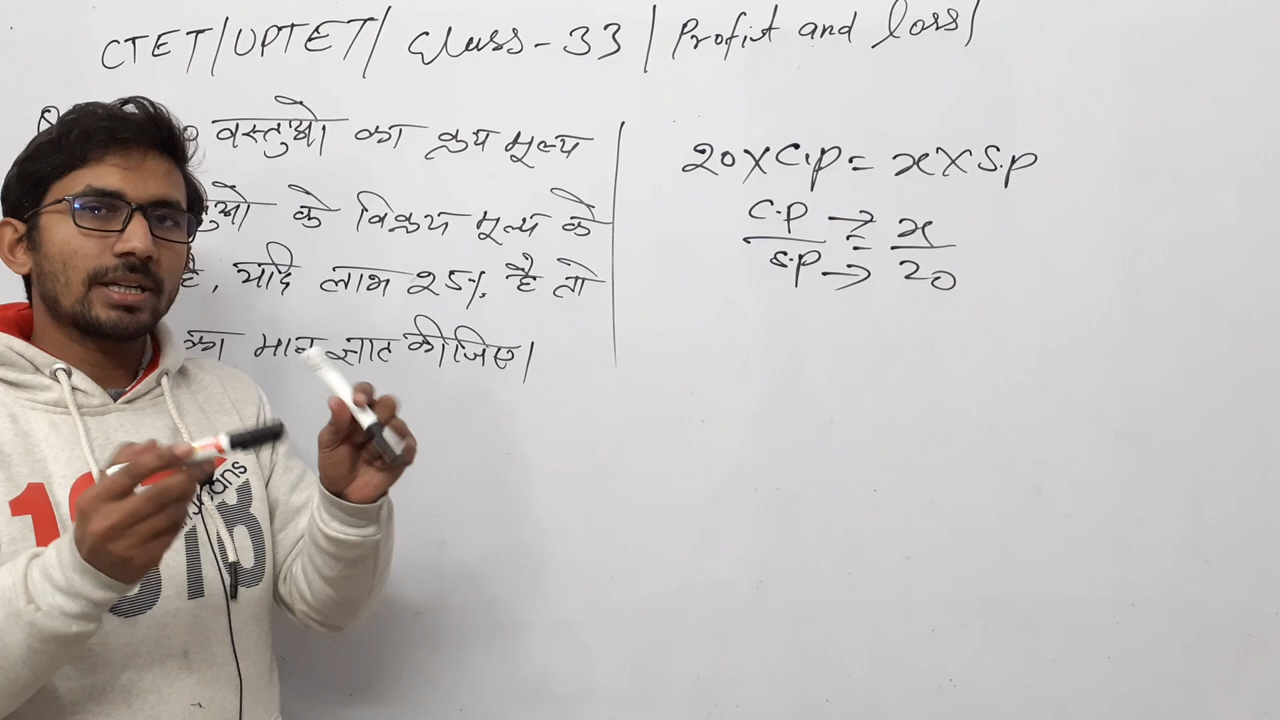 CTET/UPTET/ Class-33 | Profit and loss/
वस्तुओ का क्रय मूल्य
के विक्रय मूल्य के
है, यदि लाभ 25%. है तो
का मान ज्ञात कीजिए।
20 X C.p = x X S.p
C.P → = x
S.P → 20